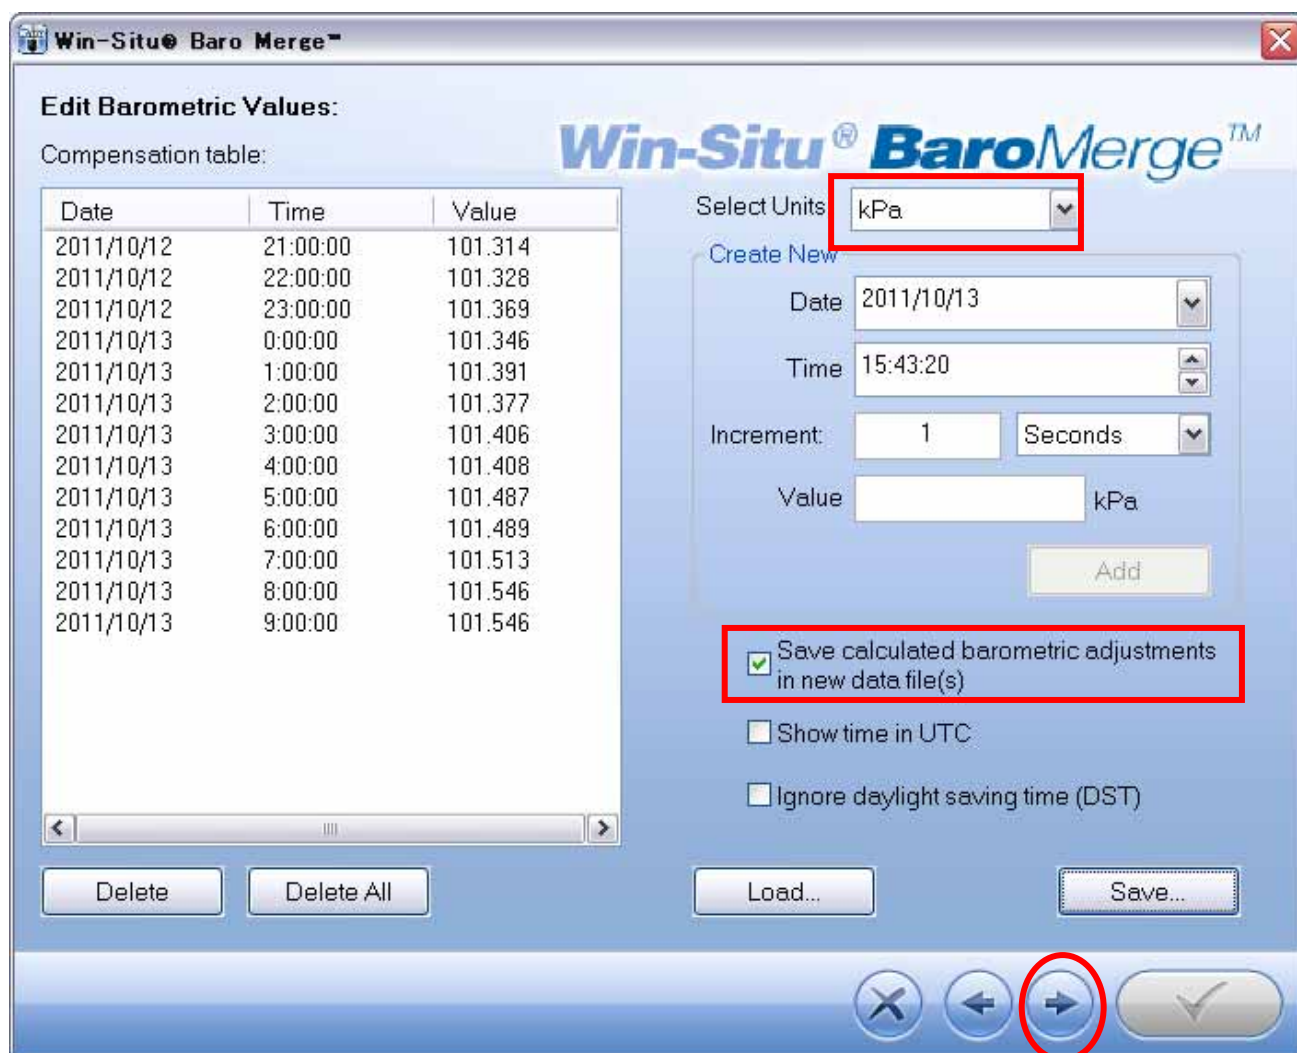 Win-Situ® Baro Merge™
Edit Barometric Values:
Win-Situ® BaroMerge™
Compensation table:
Date Time Value
2011/10/12 21:00:00 101.314
2011/10/12 22:00:00 101.328
2011/10/12 23:00:00 101.369
2011/10/13 0:00:00 101.346
2011/10/13 1:00:00 101.391
2011/10/13 2:00:00 101.377
2011/10/13 3:00:00 101.406
2011/10/13 4:00:00 101.408
2011/10/13 5:00:00 101.487
2011/10/13 6:00:00 101.489
2011/10/13 7:00:00 101.513
2011/10/13 8:00:00 101.546
2011/10/13 9:00:00 101.546
Delete Delete All
Select Units kPa
Create New
Date 2011/10/13
Time 15:43:20
Increment: 1 Seconds
Value kPa
Add
Save calculated barometric adjustments
in new data file(s)
Show time in UTC
Ignore daylight saving time (DST)
Load... Save...